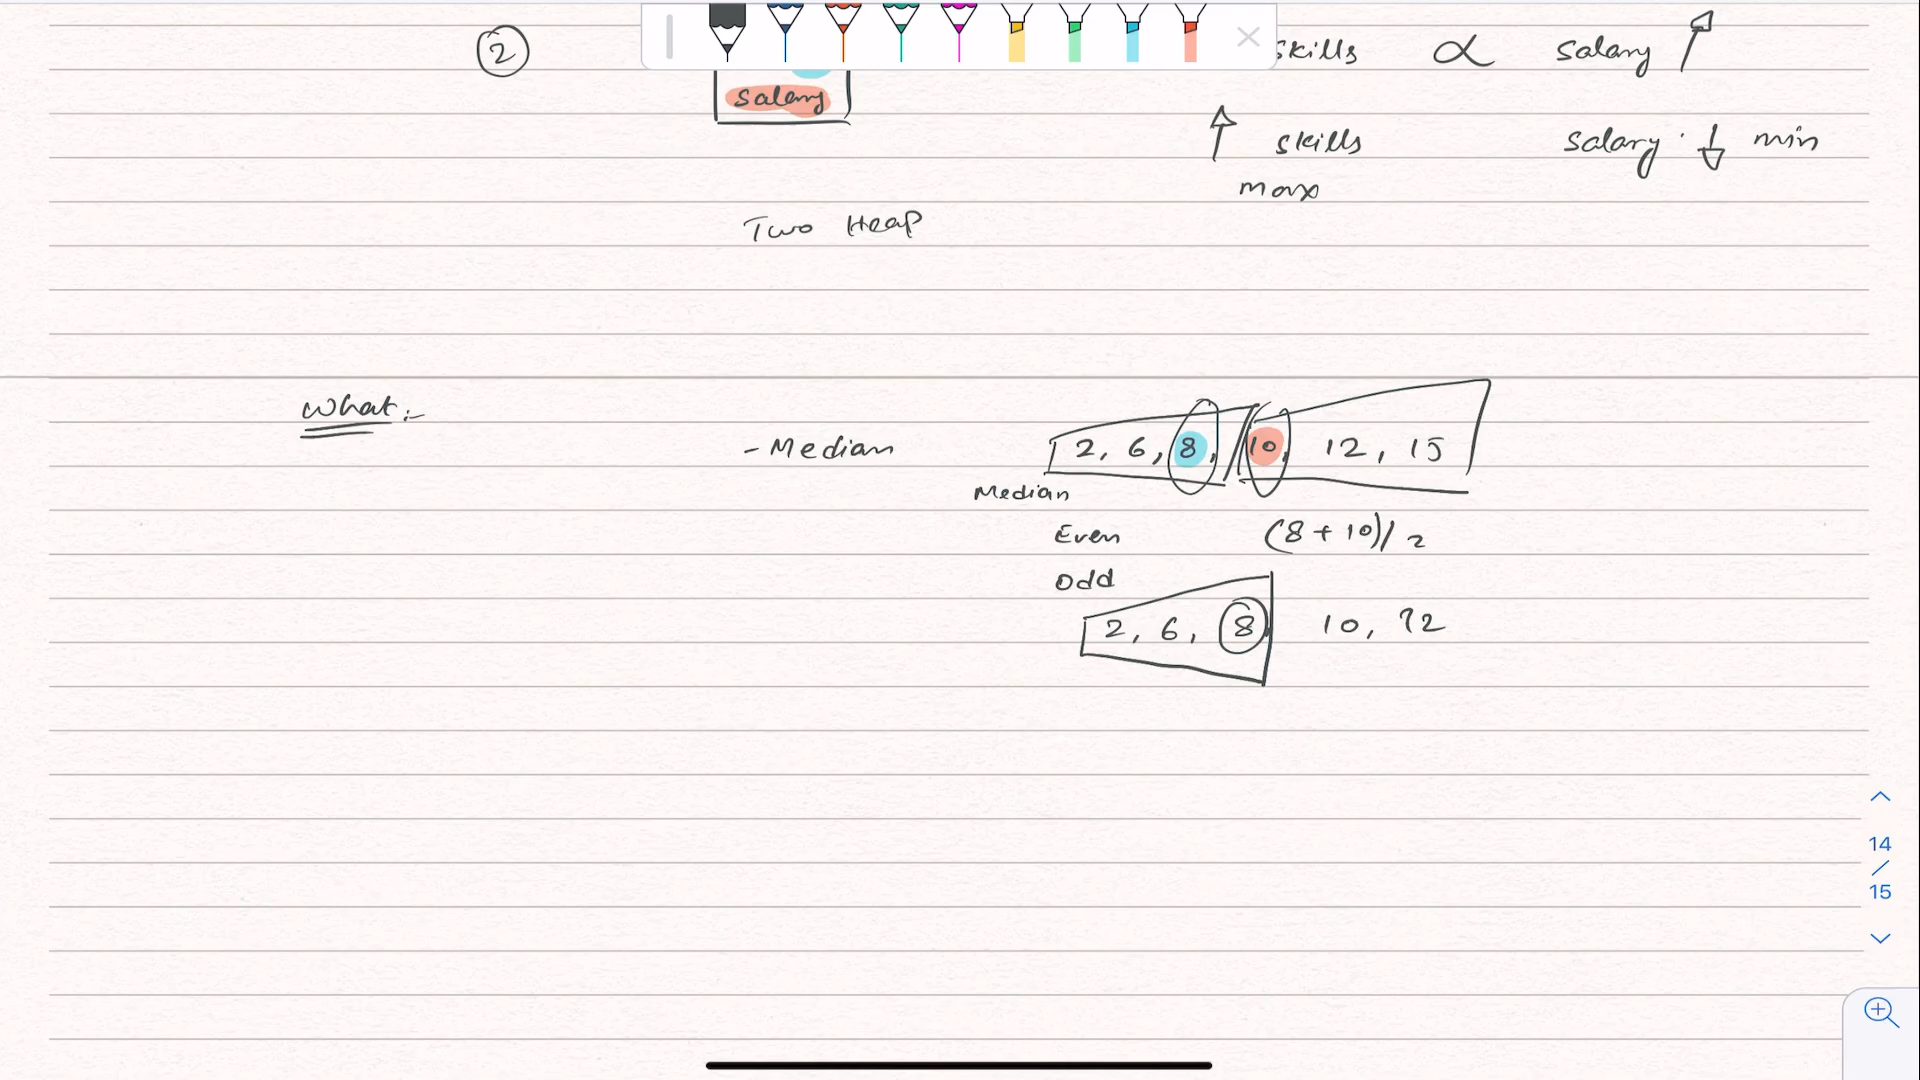 2
skills α salary
salary
skills salary . min
max
Two Heap
What :-
- Median 2, 6, 8, 10, 12, 15
Median
Even (8 + 10)/2
Odd
2, 6, 8 10, 12
14
/
15